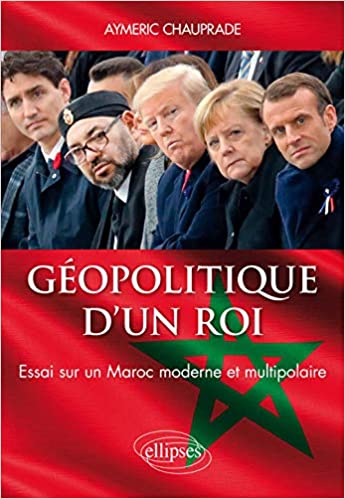 AYMERIC CHAUPRADE
GÉOPOLITIQUE
D'UN ROI
Essai sur un Maroc moderne et multipolaire
ellipses